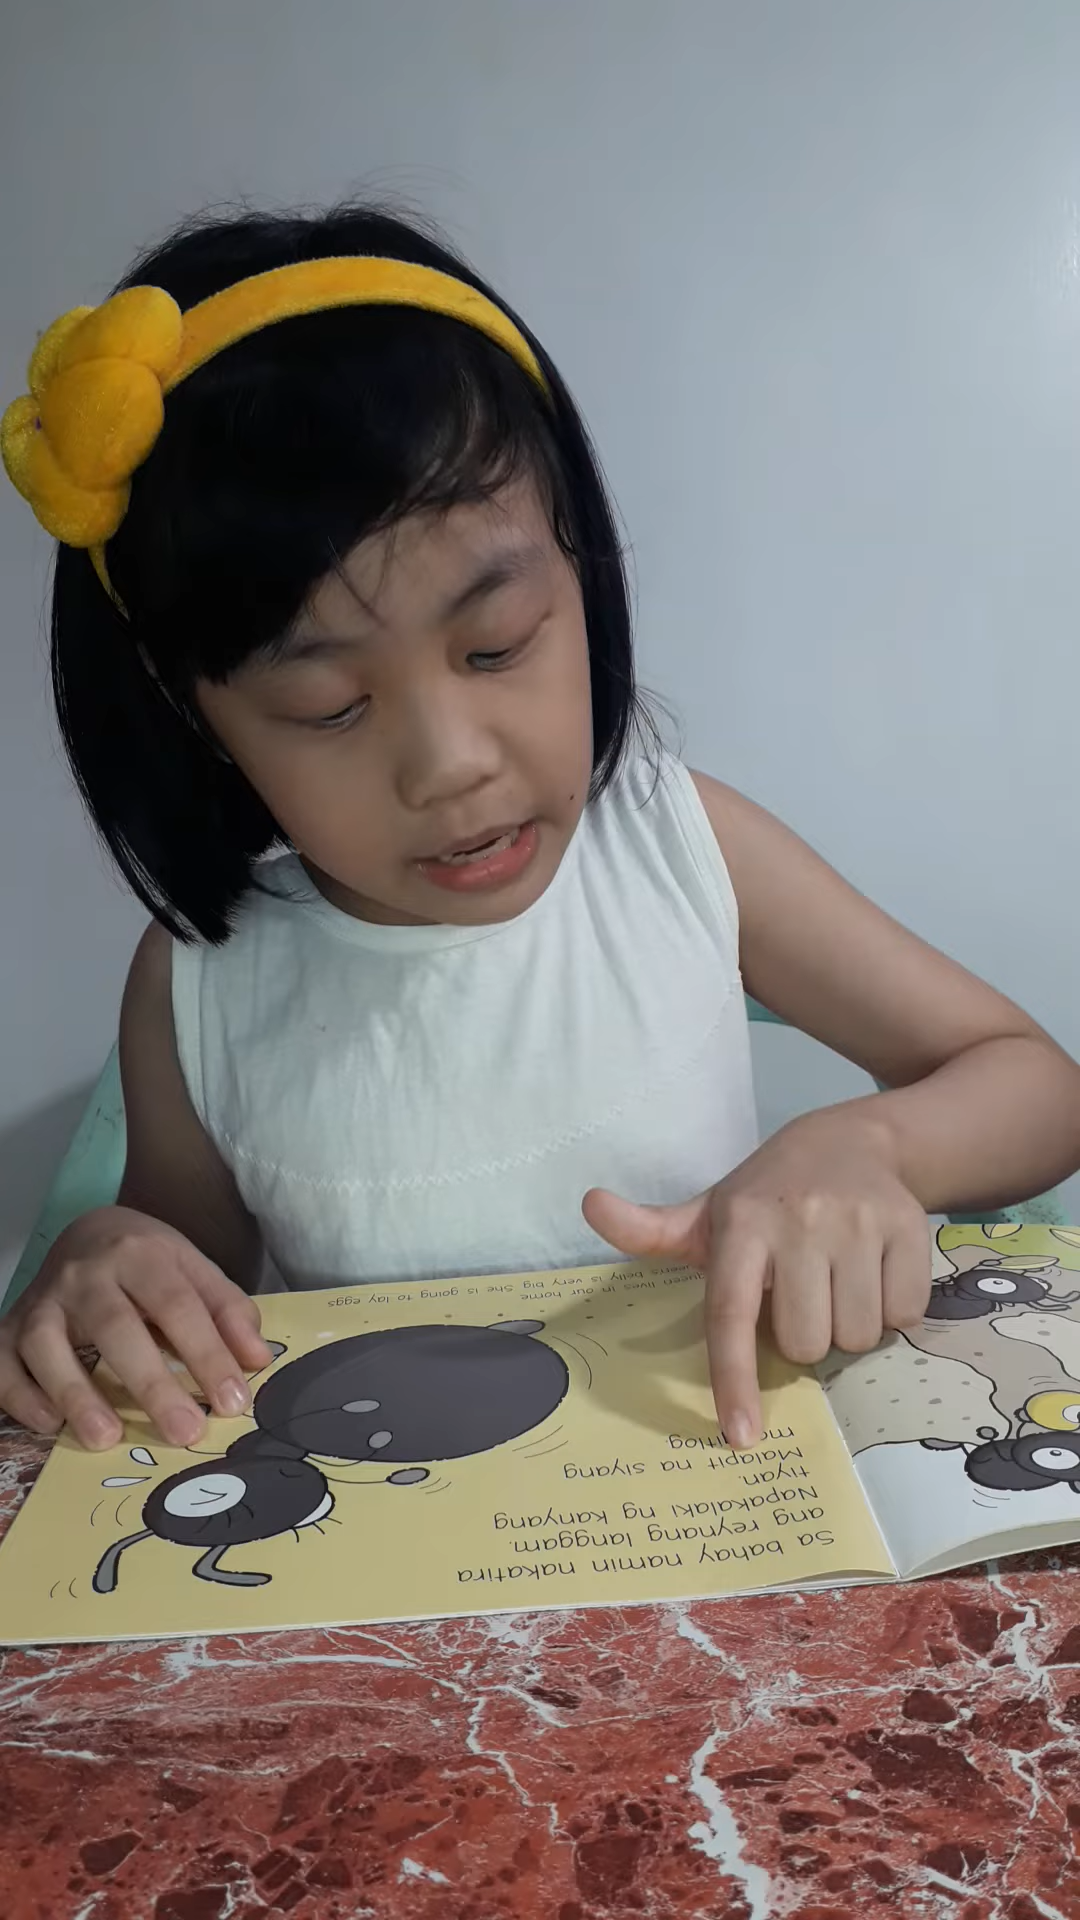 Sa bahay namin nakatira
ang reynang langgam.
Napakalaki ng kanyang
tiyan.
Malapit na siyang
queen lives in our home
belly is very big. She is going to lay eggs